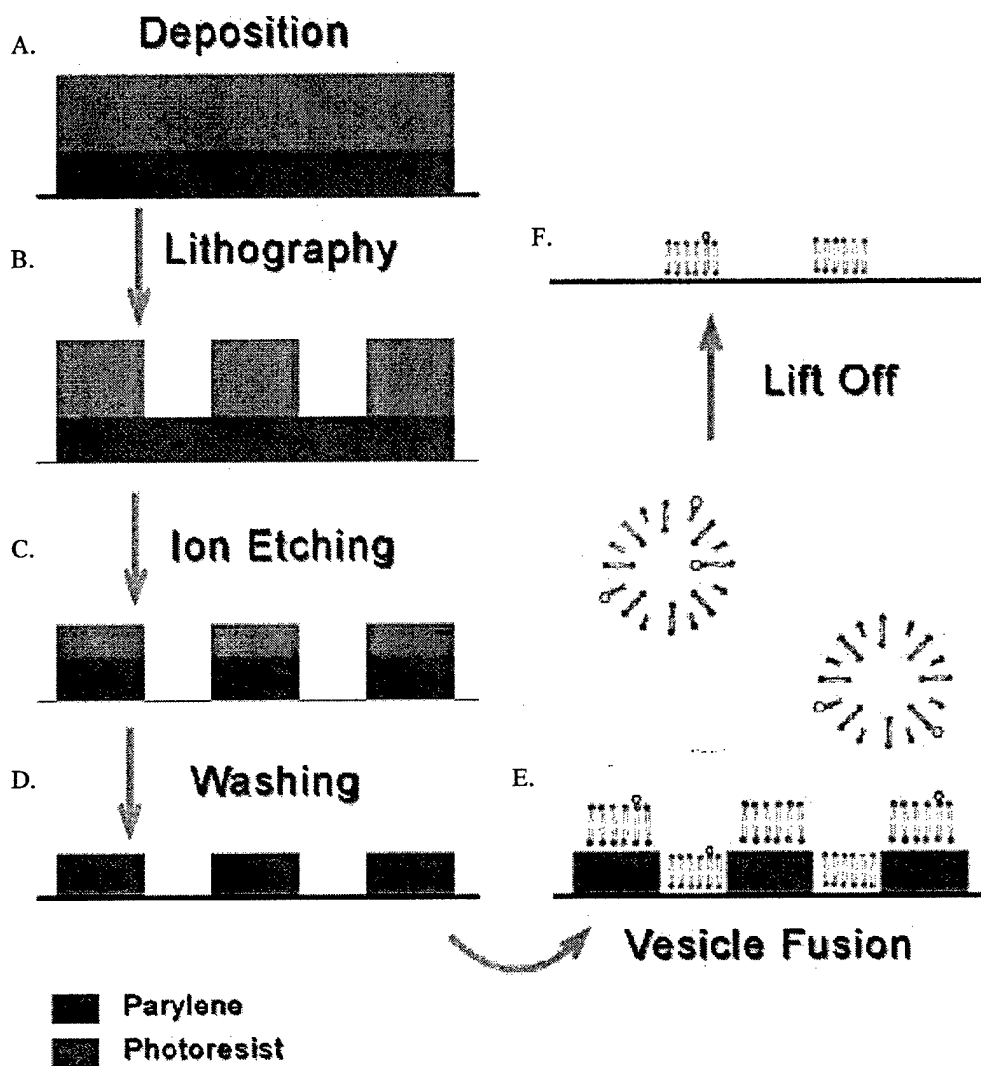 A.
Deposition
B.
Lithography
C.
Ion Etching
D.
Washing
E.
Vesicle Fusion
F.
Lift Off
Parylene
Photoresist